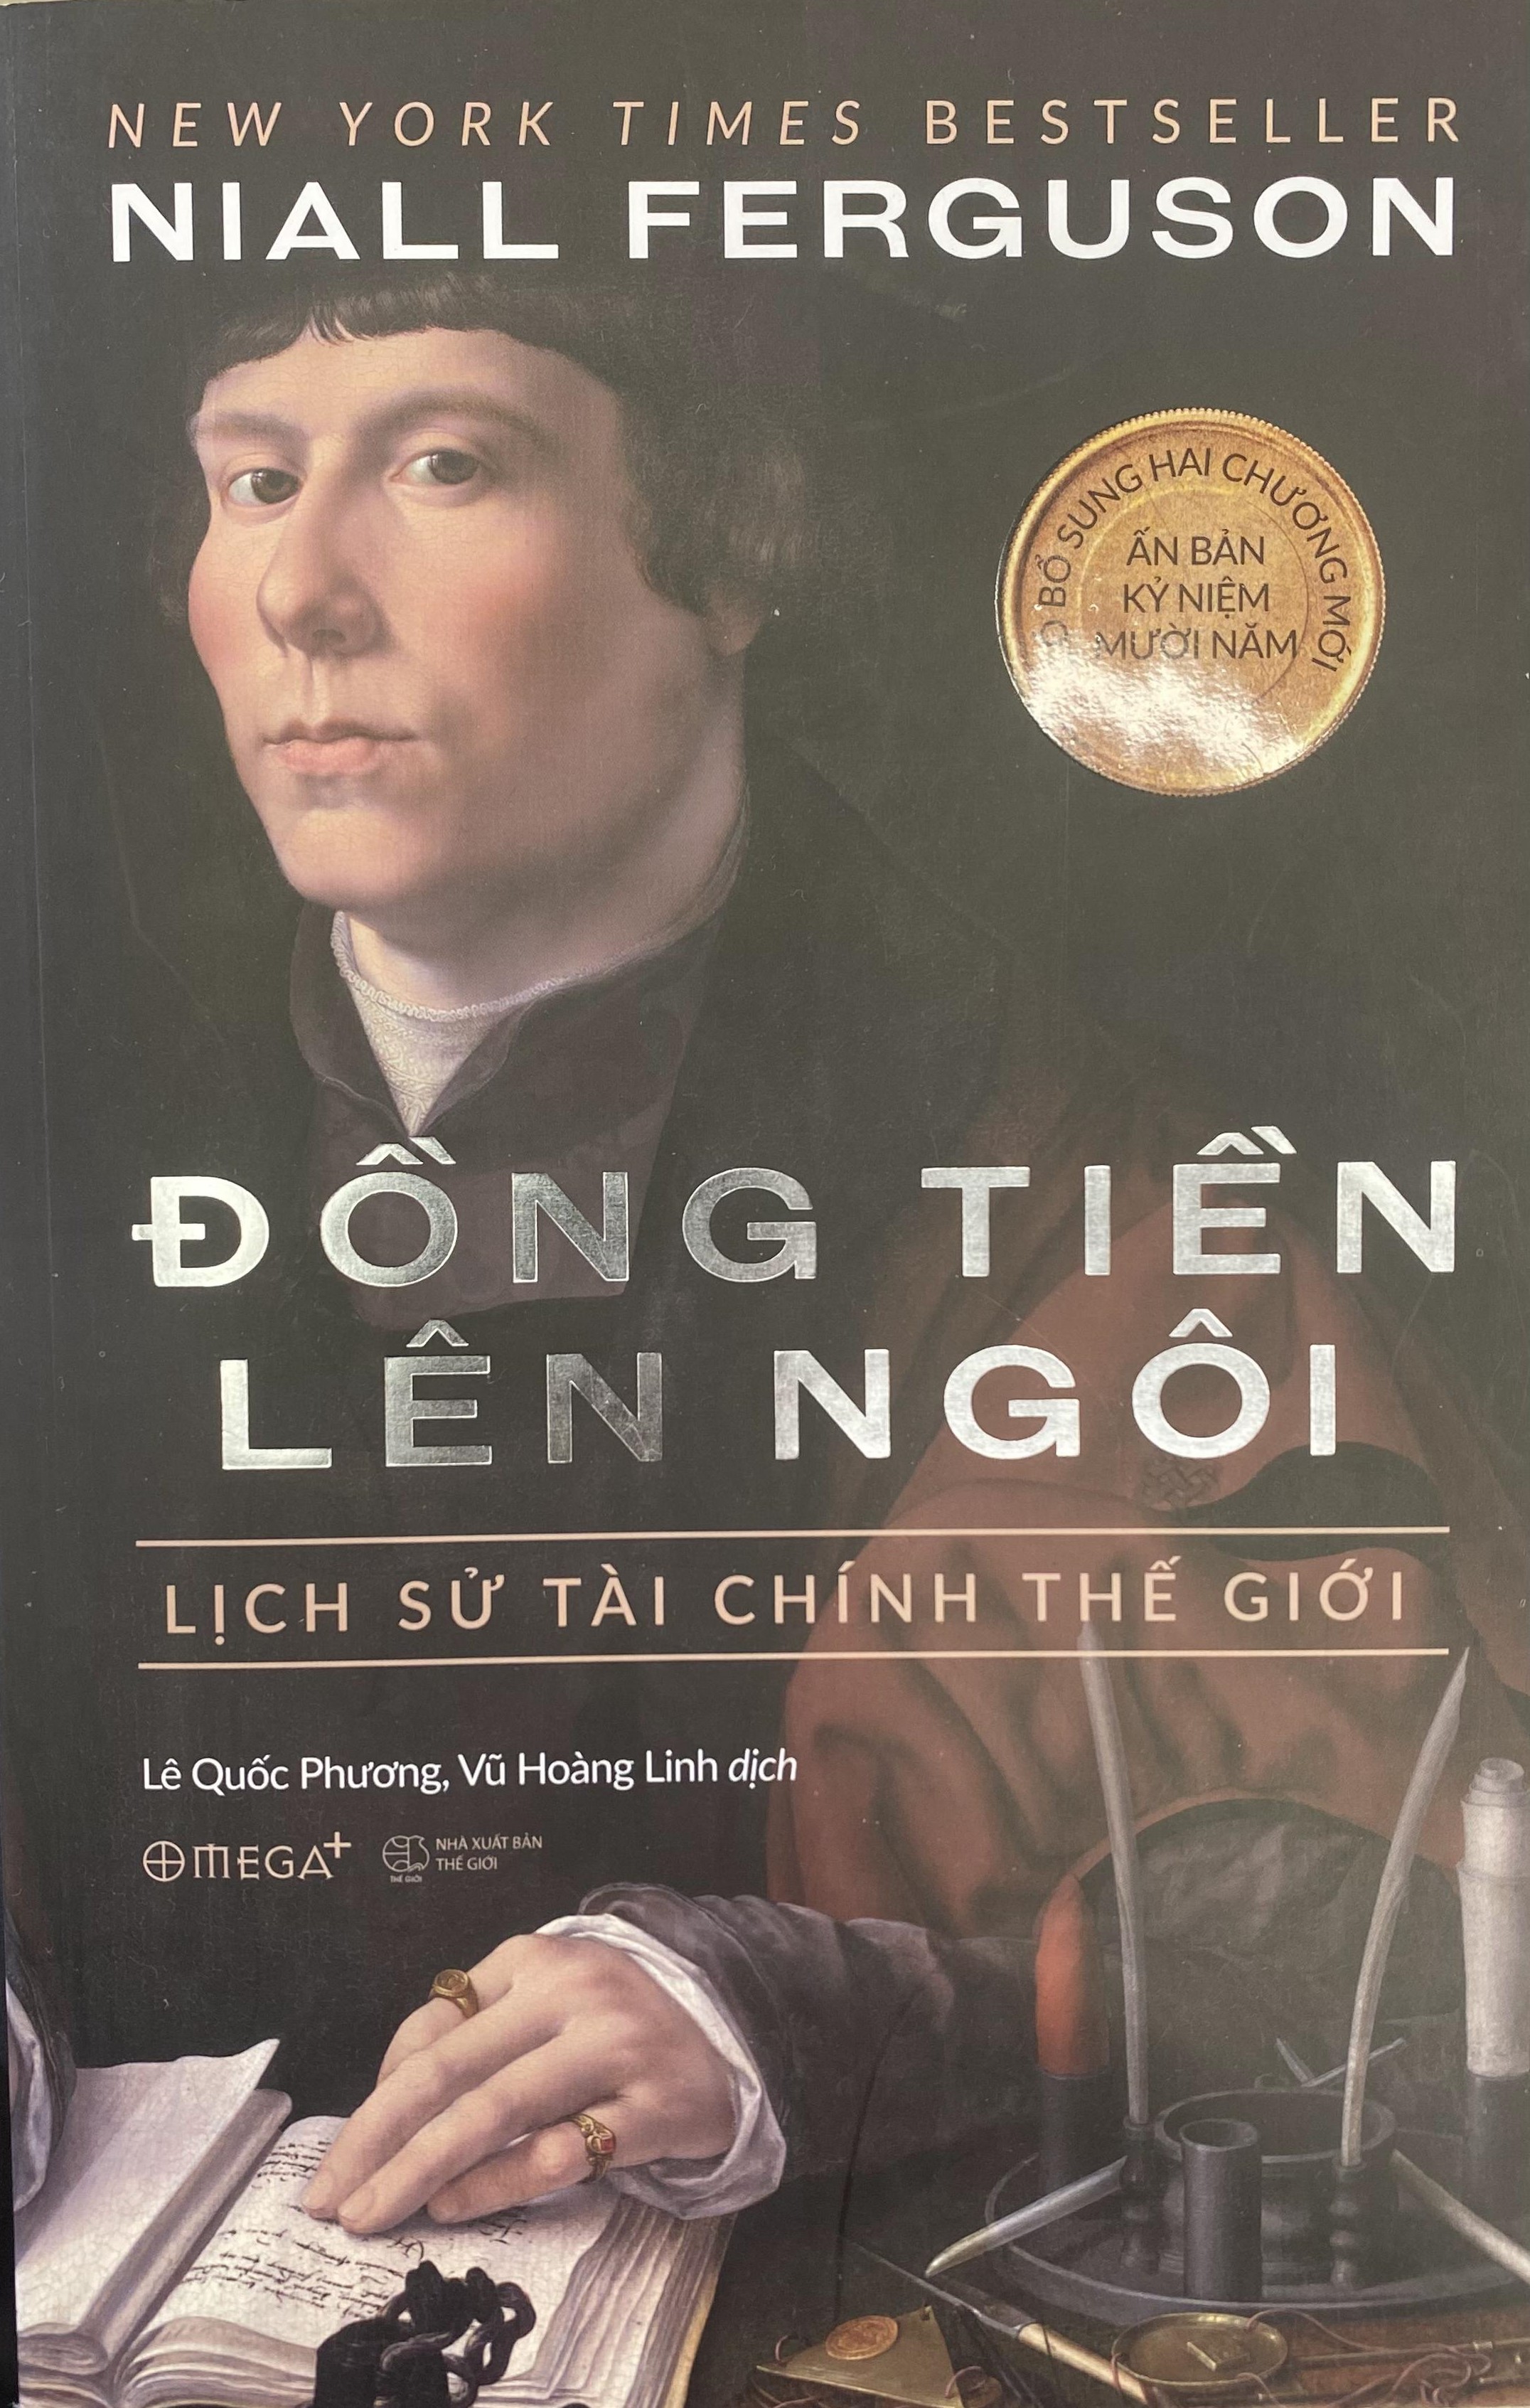 NEW YORK TIMES BESTSELLER
NIALL FERGUSON
BỔ SUNG HAI CHƯƠNG MỚI
ẤN BẢN
KỶ NIỆM
MƯỜI NĂM
ĐỒNG TIỀN
LÊN NGÔI
LỊCH SỬ TÀI CHÍNH THẾ GIỚI
Lê Quốc Phương, Vũ Hoàng Linh dịch
OMEGA+
NHÀ XUẤT BẢN
THẾ GIỚI
THẾ GIỚI